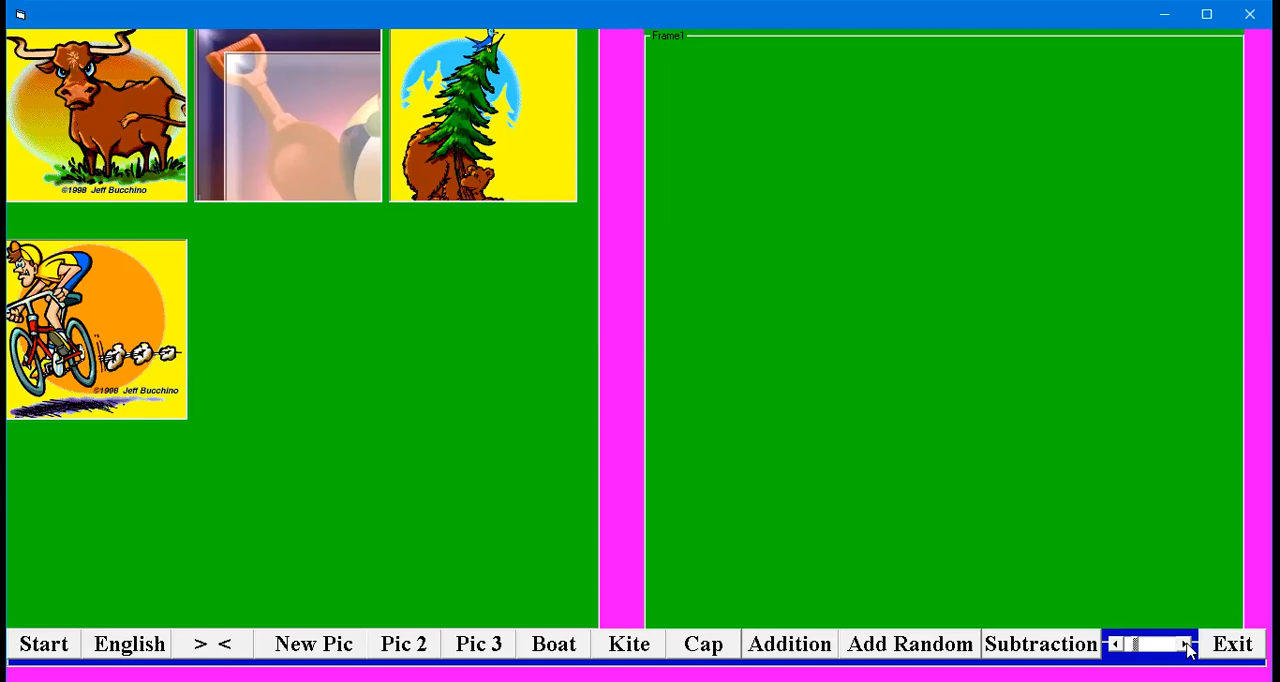 Frame1
©1998 Jeff Bucchino
©1998 Jeff Bucchino
Start English > < New Pic Pic 2 Pic 3 Boat Kite Cap Addition Add Random Subtraction Exit